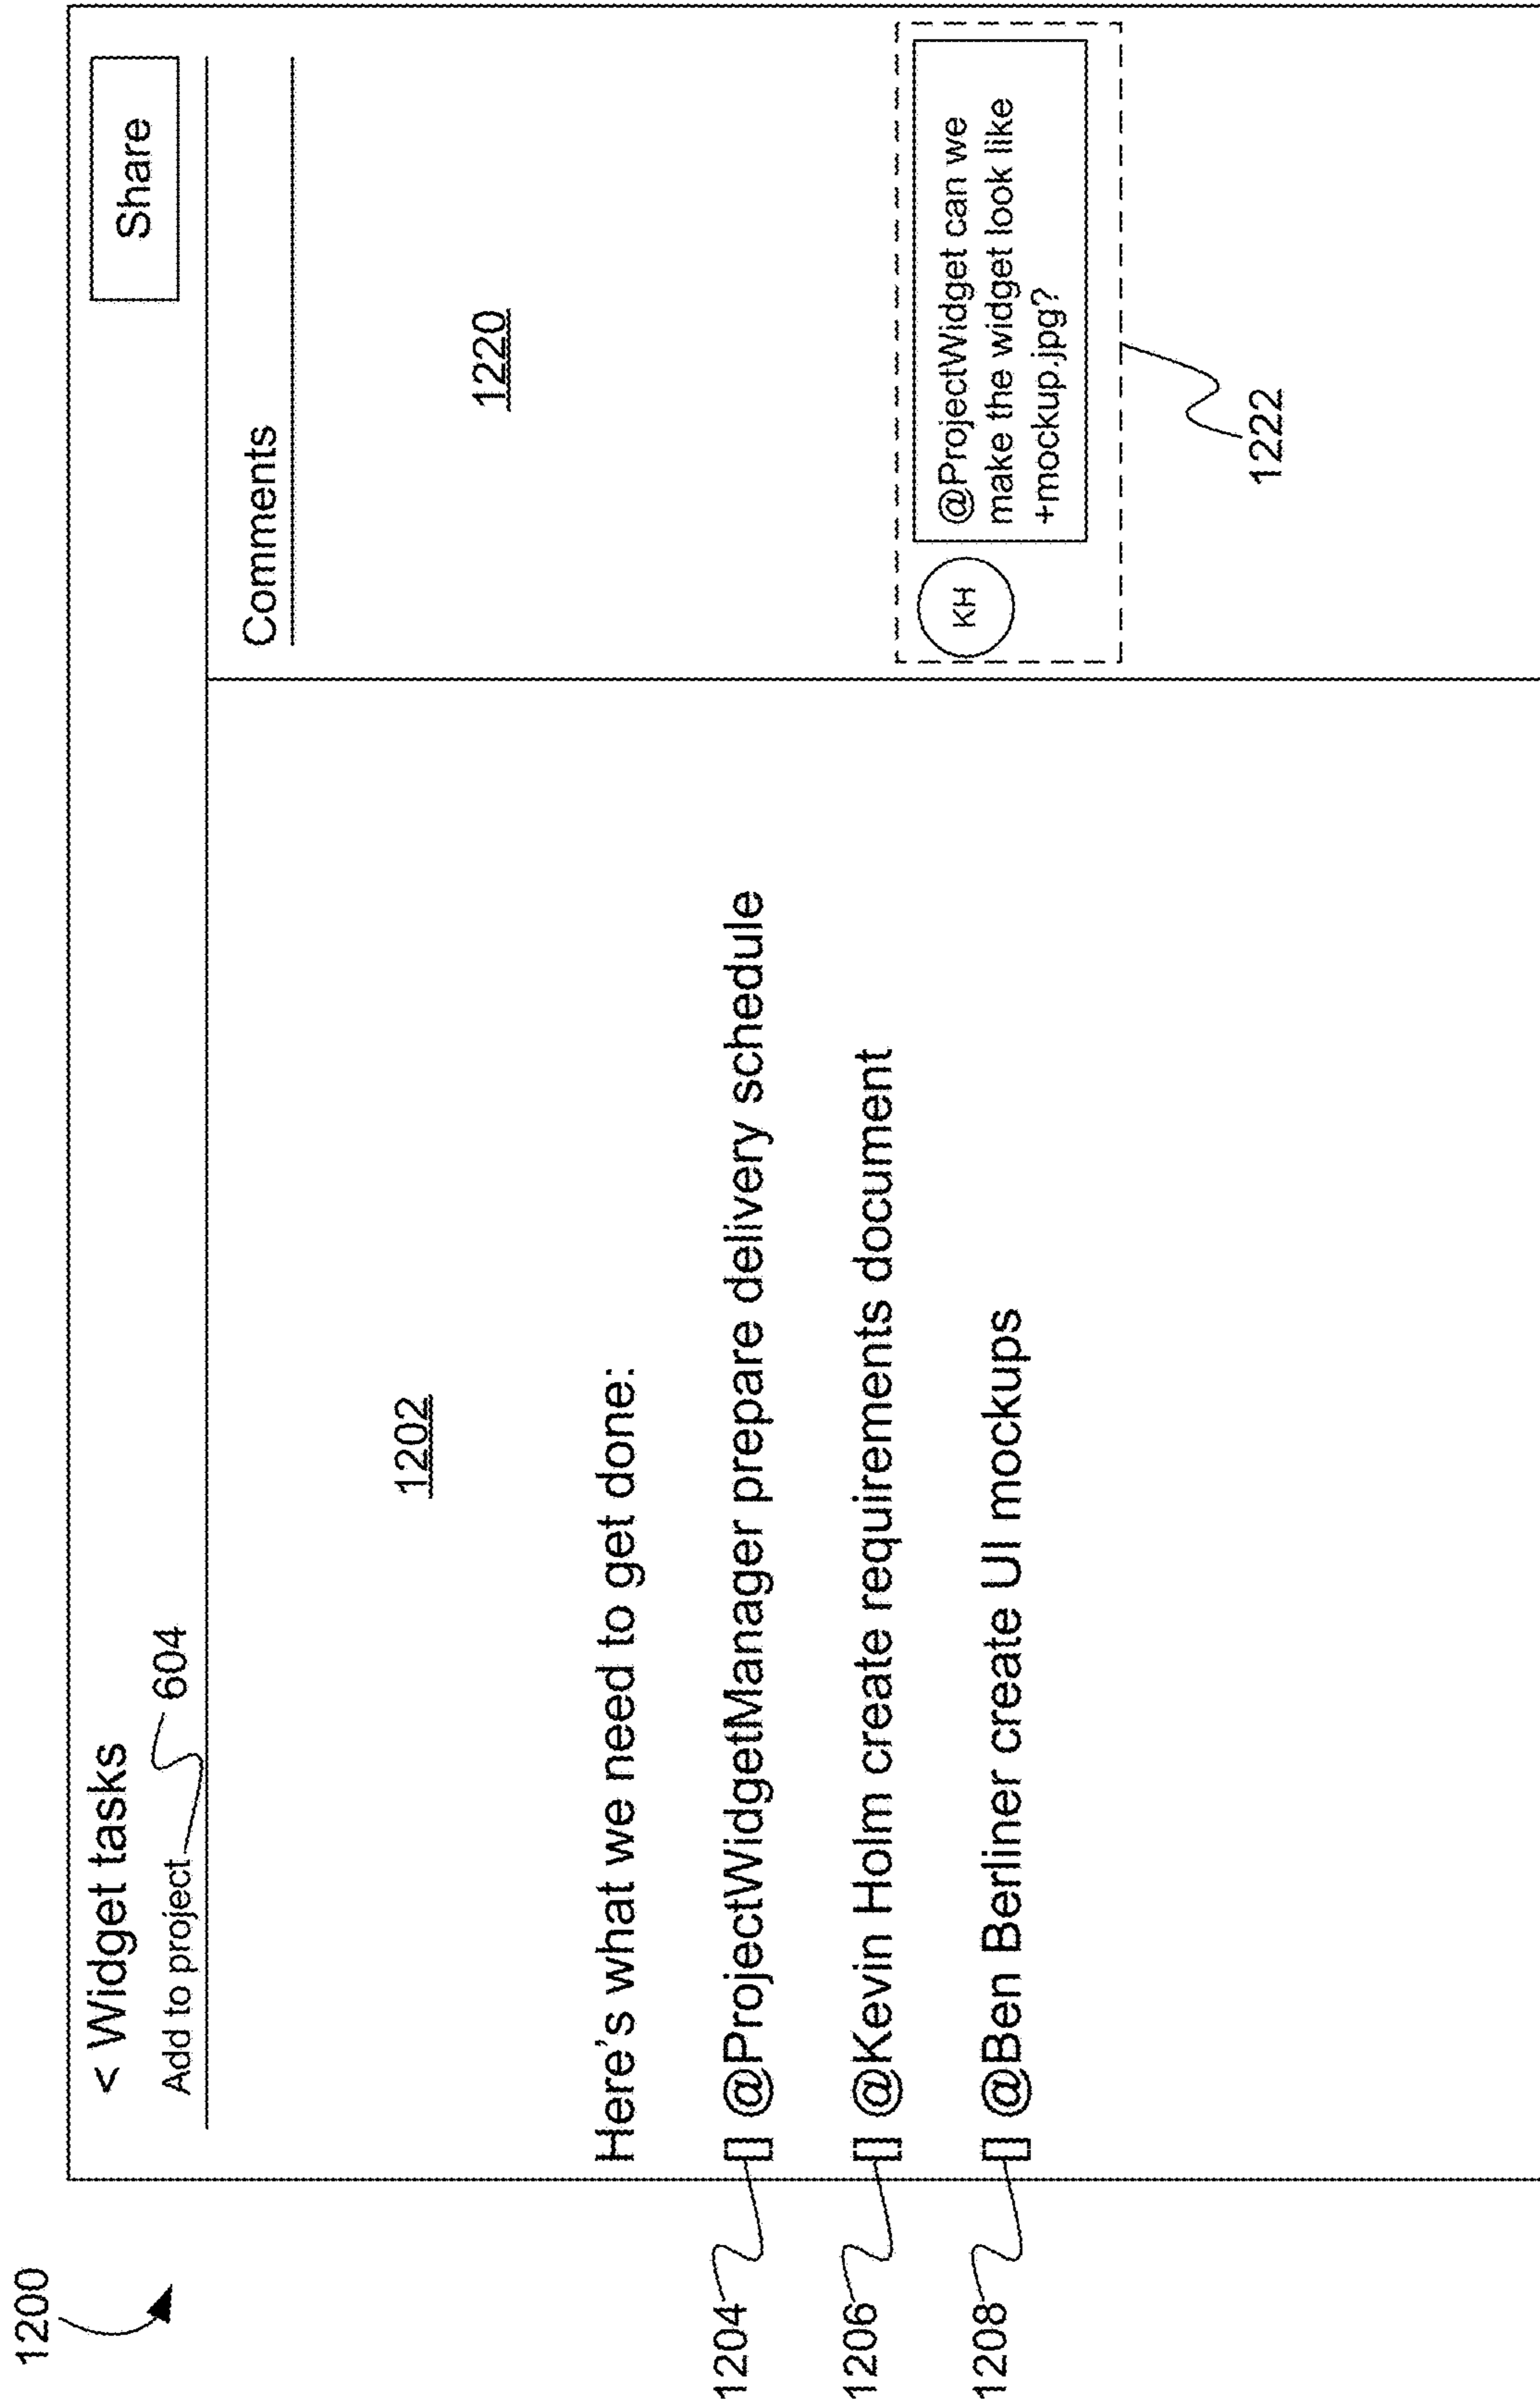 1200
< Widget tasks
Add to project
604
Share
1202
Here's what we need to get done:
1204
[] @ProjectWidgetManager prepare delivery schedule
1206
[] @Kevin Holm create requirements document
1208
[] @Ben Berliner create UI mockups
Comments
1220
KH
@ProjectWidget can we
make the widget look like
+mockup.jpg?
1222